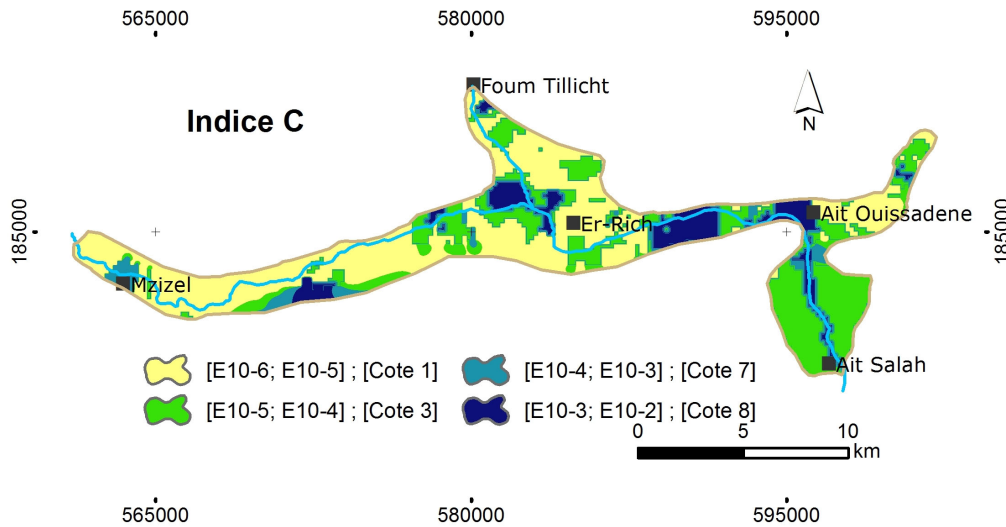 565000 580000 595000
Foum Tillicht
Indice C
N
185000
Er-Rich
Ait Ouissadene
185000
Mzizel
Ait Salah
[E10-6; E10-5] ; [Cote 1]
[E10-4; E10-3] ; [Cote 7]
[E10-5; E10-4] ; [Cote 3]
[E10-3; E10-2] ; [Cote 8]
0 5 10
km
565000 580000 595000